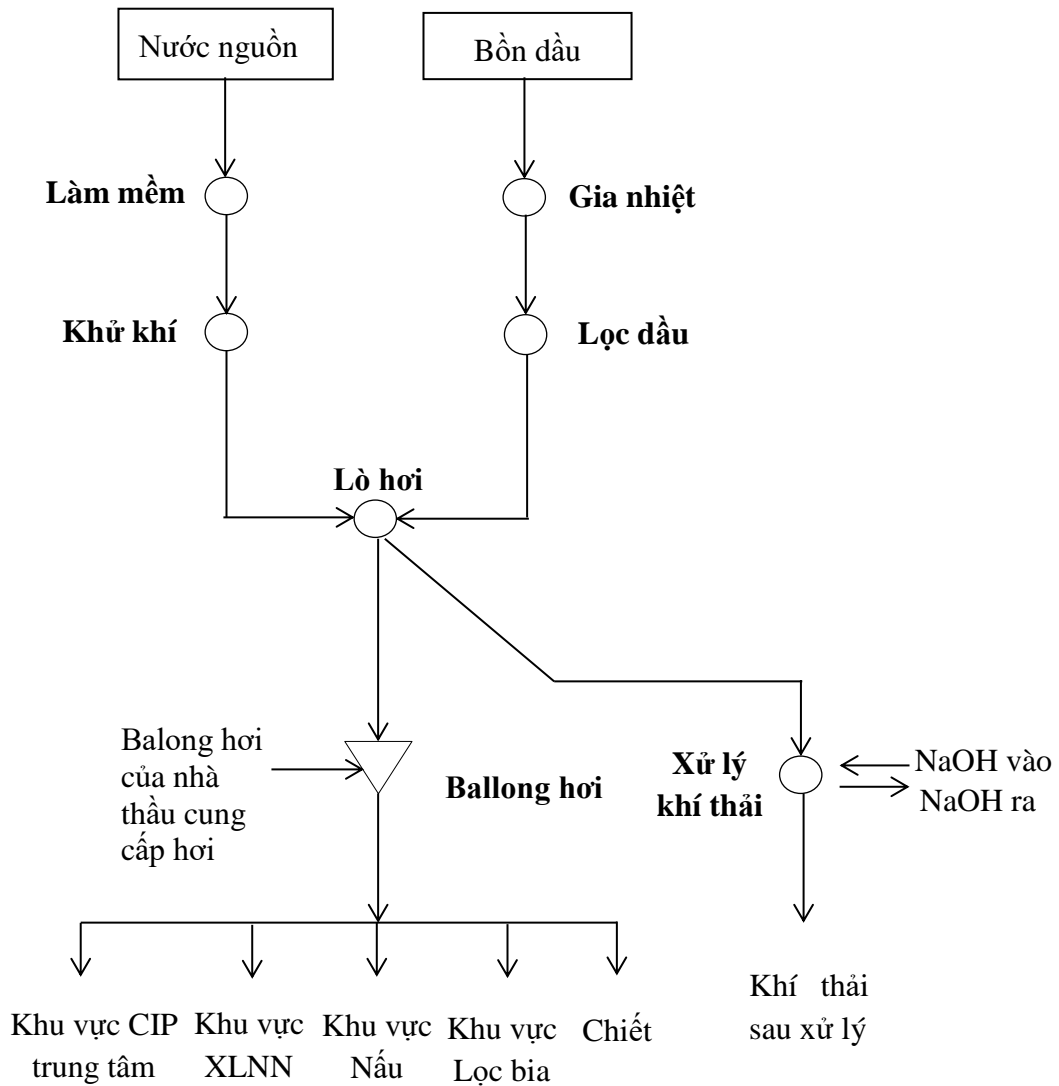 Nước nguồn
Bồn dầu
Làm mềm
Gia nhiệt
Khử khí
Lọc dầu
Lò hơi
Balong hơi
của nhà
thầu cung
cấp hơi
Ballong hơi
Xử lý
khí thải
NaOH vào
NaOH ra
Khu vực CIP
trung tâm
Khu vực
XLNN
Khu vực
Nấu
Khu vực
Lọc bia
Chiết
Khí thải
sau xử lý